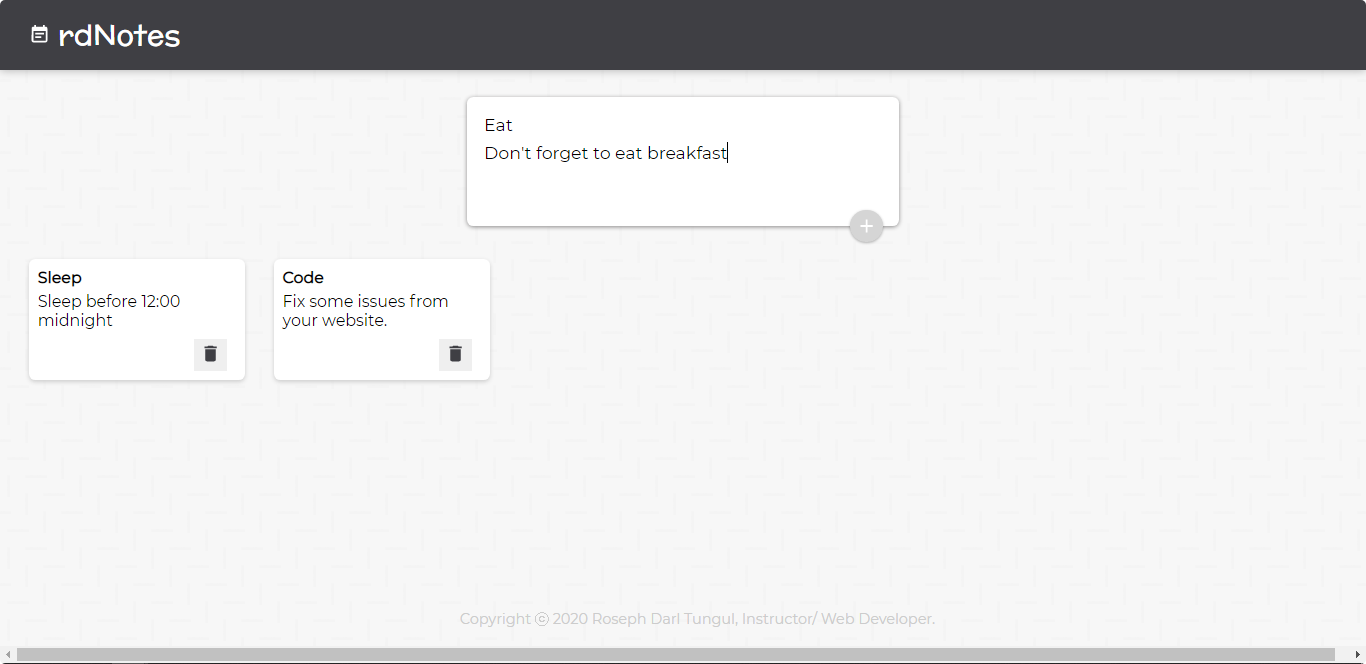 rdNotes
Eat
Don't forget to eat breakfast
Sleep
Sleep before 12:00
midnight
Code
Fix some issues from
your website.
Copyright ⓒ 2020 Roseph Darl Tungul, Instructor/ Web Developer.